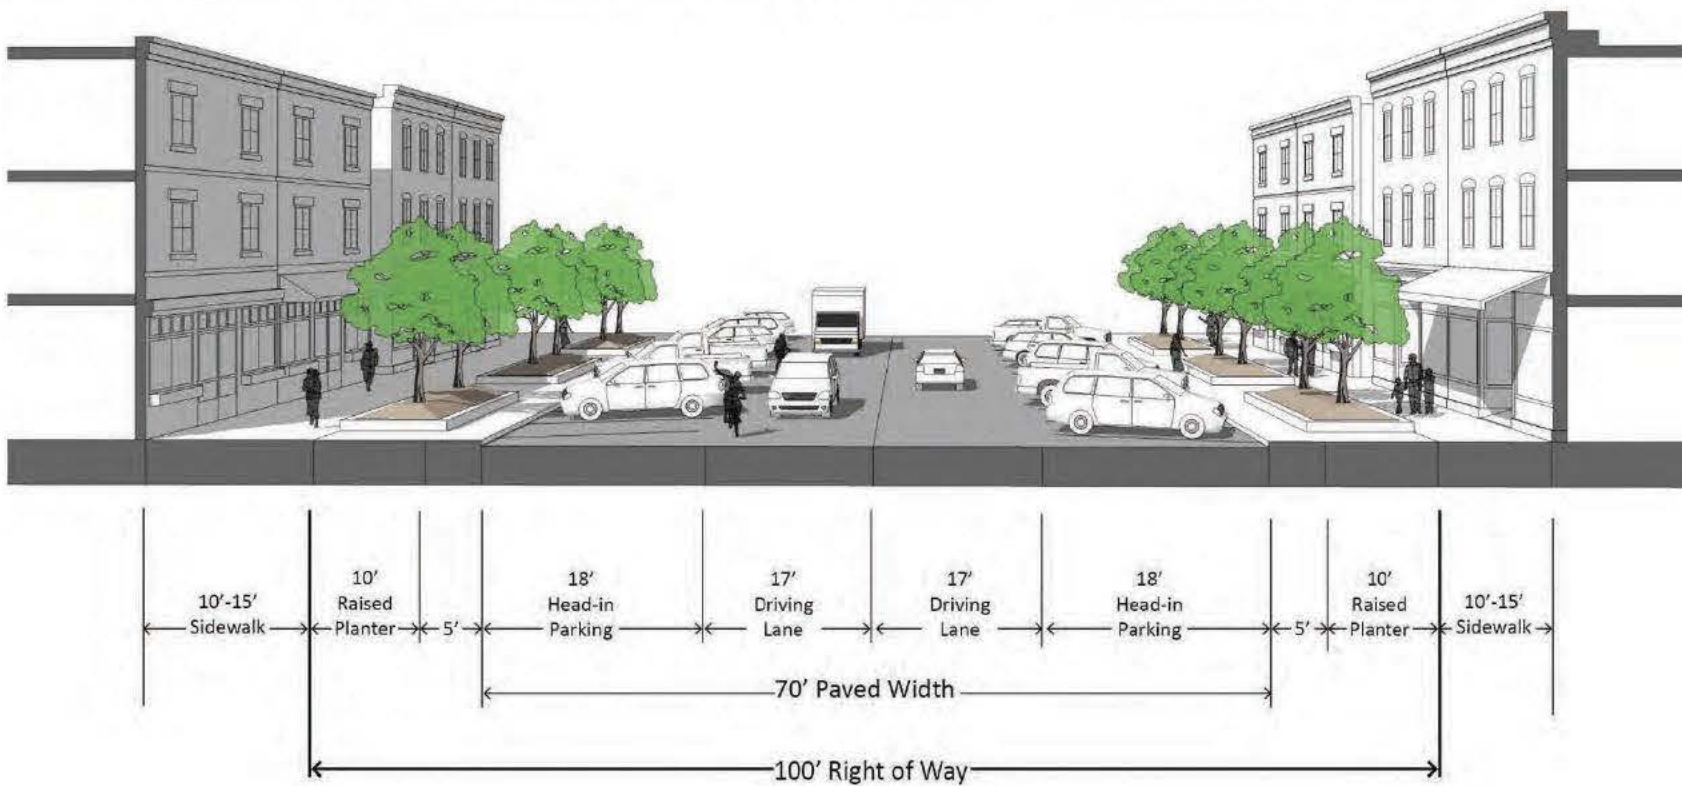 10'-15'
Sidewalk
10'
Raised
Planter
5'
18'
Head-in
Parking
17'
Driving
Lane
17'
Driving
Lane
18'
Head-in
Parking
5'
10'
Raised
Planter
10'-15'
Sidewalk
70' Paved Width
100' Right of Way